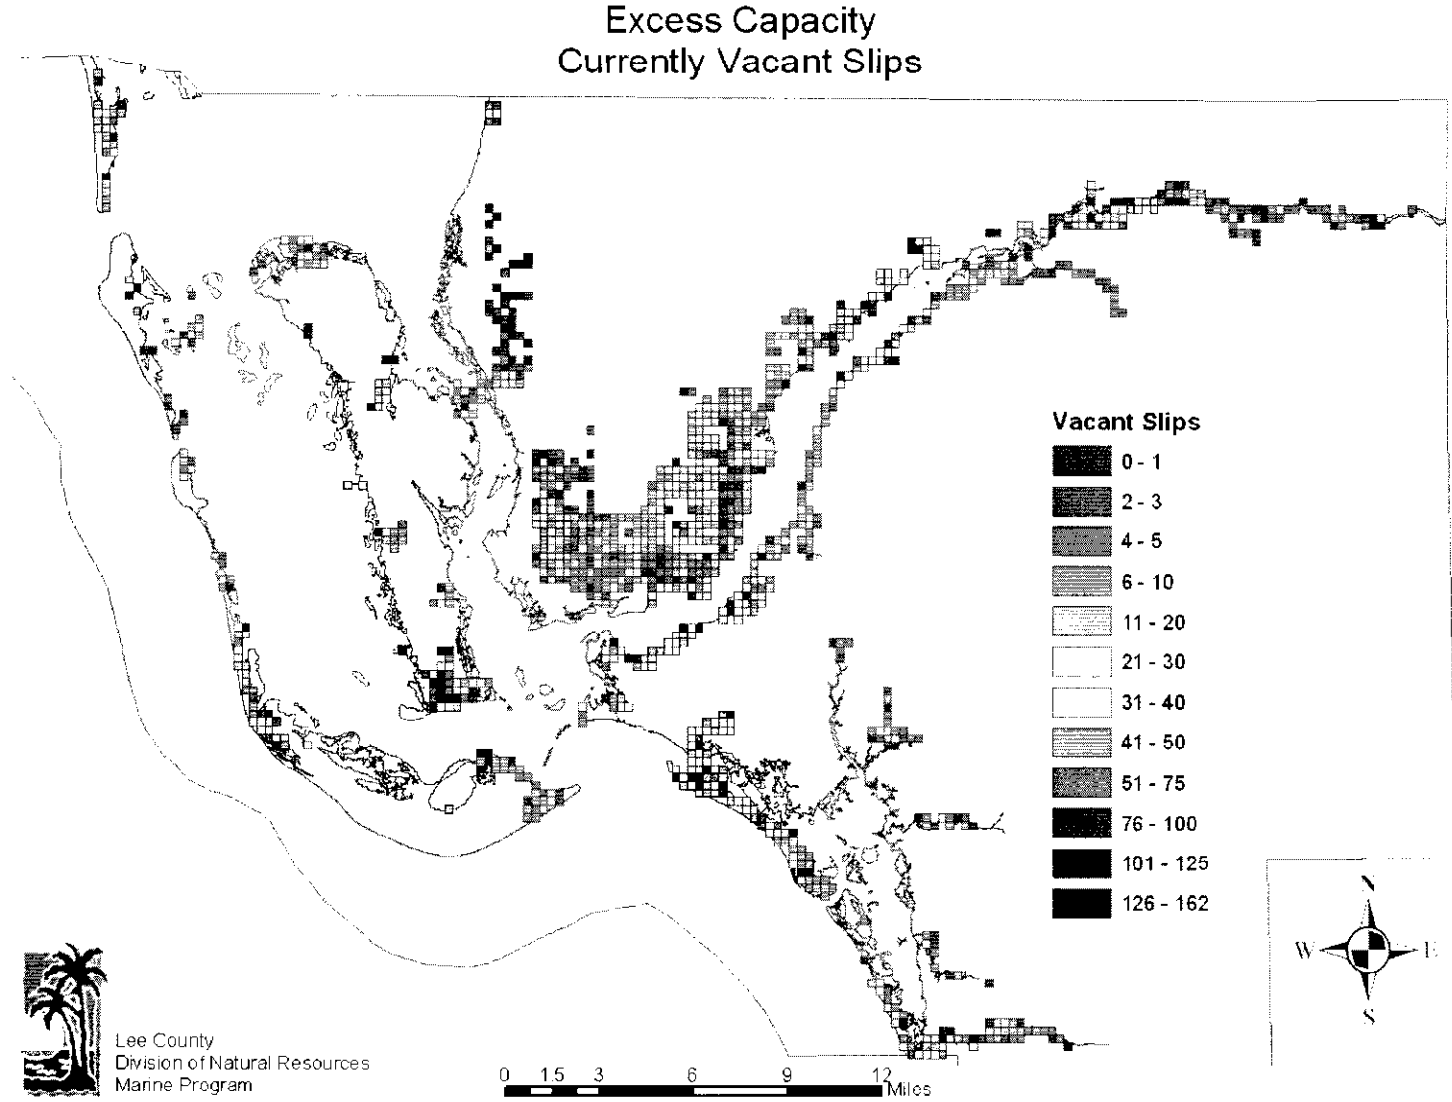 Excess Capacity
Currently Vacant Slips
Vacant Slips
0 - 1
2 - 3
4 - 5
6 - 10
11 - 20
21 - 30
31 - 40
41 - 50
51 - 75
76 - 100
101 - 125
126 - 162
N
W E
S
Lee County
Division of Natural Resources
Marine Program
0 1.5 3 6 9 12
Miles